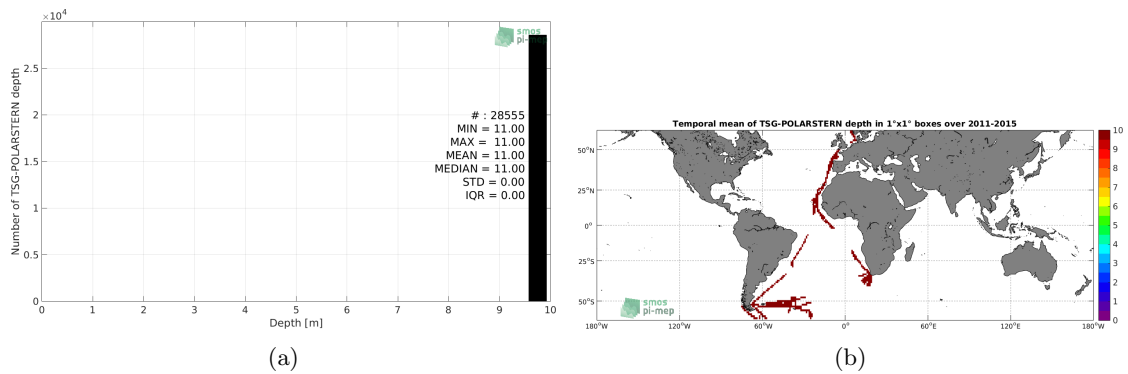 ×10⁴
smos
pi-mep
2.5
2
1.5
1
0.5
0
Number of TSG-POLARSTERN depth
# : 28555
MIN = 11.00
MAX = 11.00
MEAN = 11.00
MEDIAN = 11.00
STD = 0.00
IQR = 0.00
0 1 2 3 4 5 6 7 8 9 10
Depth [m]
(a)
Temporal mean of TSG-POLARSTERN depth in 1°x1° boxes over 2011-2015
50°N
25°N
0°
25°S
50°S
smos
pi-mep
180°W 120°W 60°W 0° 60°E 120°E 180°W
10
9
8
7
6
5
4
3
2
1
0
(b)